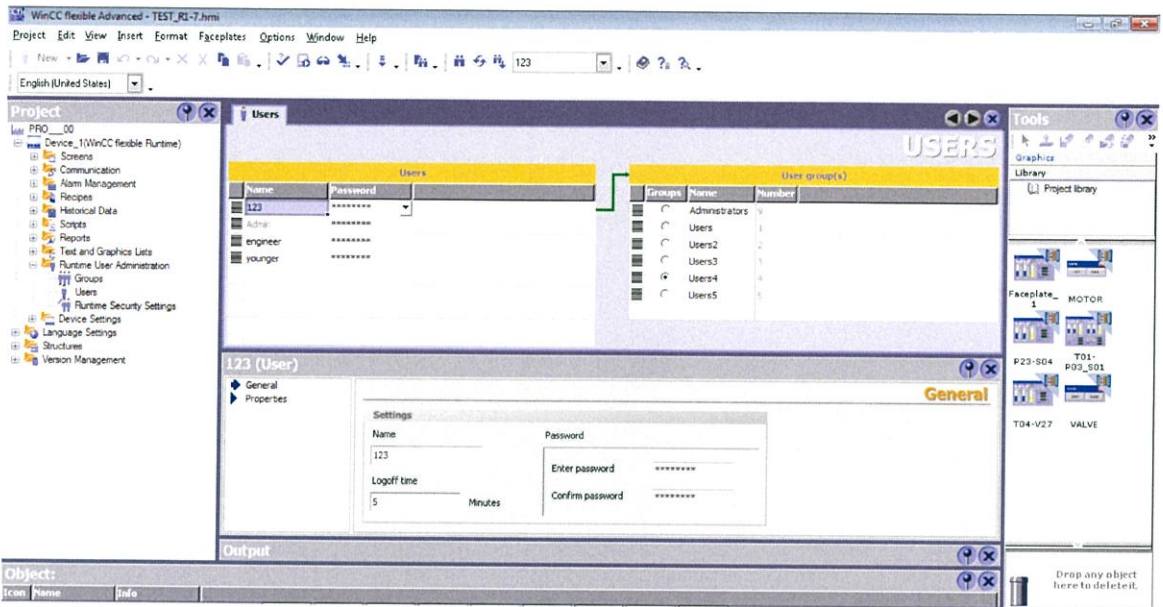 WinCC flexible Advanced - TEST_R1-7.hmi
Project Edit View Insert Format Faceplates Options Window Help
New 123
English (United States)
Project
PRO___00
Device_1(WinCC flexible Runtime)
Screens
Communication
Alarm Management
Recipes
Historical Data
Scripts
Reports
Text and Graphics Lists
Runtime User Administration
Groups
Users
Runtime Security Settings
Device Settings
Language Settings
Structures
Version Management
Users
USERS
Users
Name Password
123 ********
Admin ********
engineer ********
younger ********
User group(s)
Groups Name Number
Administrators 9
Users 1
Users2 2
Users3 3
Users4 4
Users5 5
123 (User)
General
Properties
General
Settings
Name
123
Logoff time
5 Minutes
Password
Enter password ********
Confirm password ********
Output
Object:
Icon Name Info
Tools
Graphics
Library
Project library
Faceplate_1 MOTOR
P23-S04 T01-P03_S01
T04-V27 VALVE
Drop any object
here to delete it.